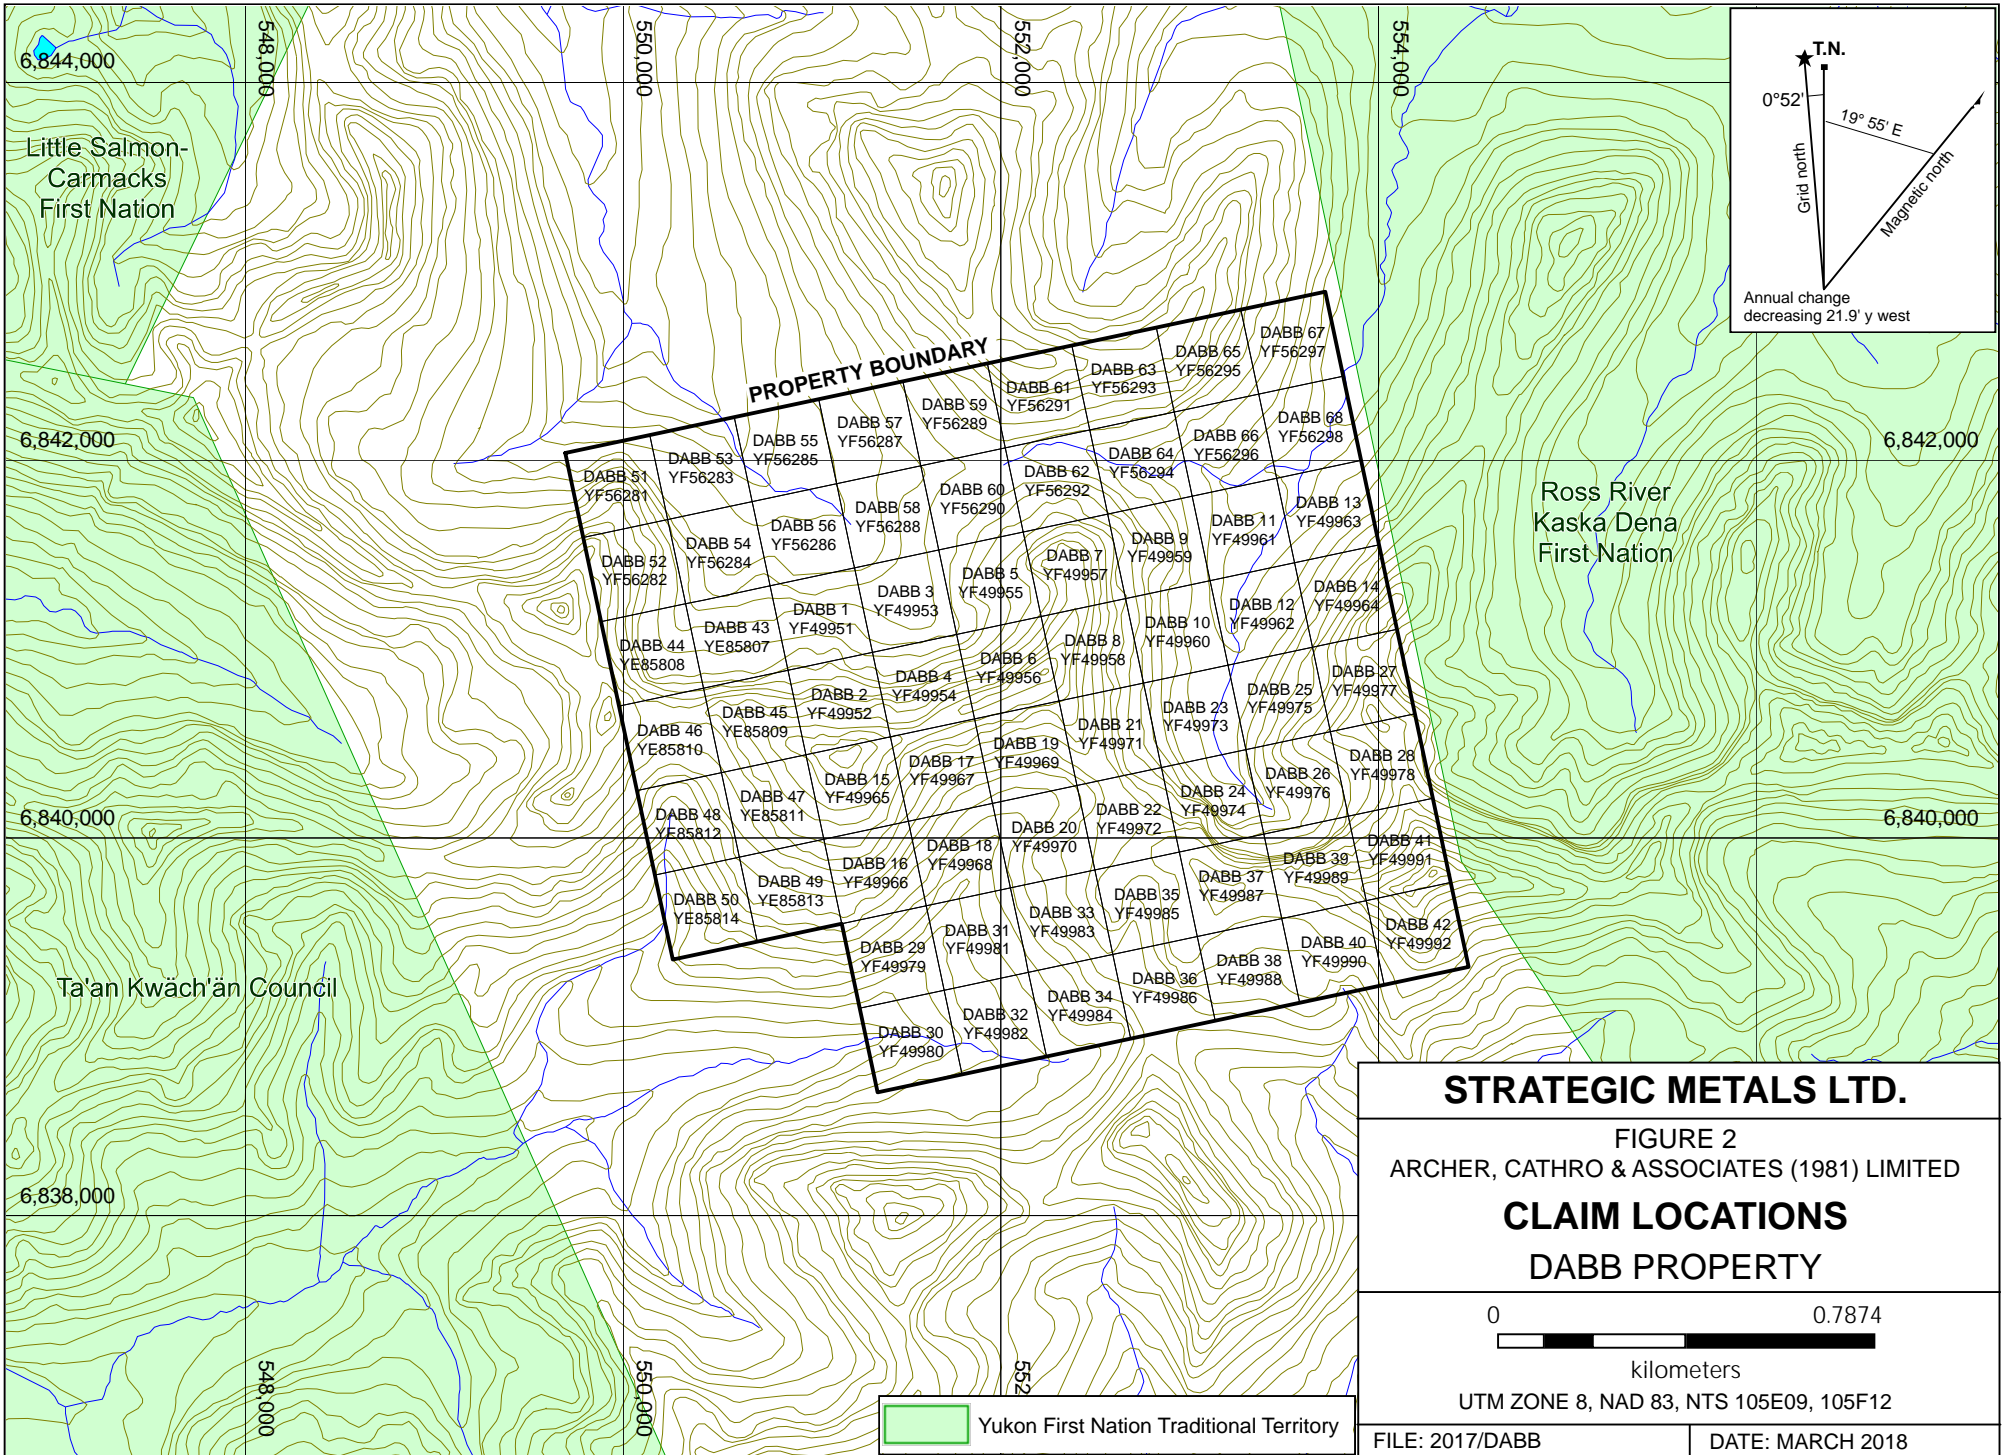 548,000
550,000
552,000
554,000
6,844,000
T.N.
0°52'
19° 55' E
Grid north
Magnetic north
Annual change
decreasing 21.9' y west
Little Salmon-
Carmacks
First Nation
PROPERTY BOUNDARY
6,842,000
6,842,000
Ross River
Kaska Dena
First Nation
DABB 67
YF56297
DABB 65
YF56295
DABB 63
YF56293
DABB 61
YF56291
DABB 59
YF56289
DABB 57
YF56287
DABB 55
YF56285
DABB 53
YF56283
DABB 51
YF56281
DABB 68
YF56298
DABB 66
YF56296
DABB 64
YF56294
DABB 62
YF56292
DABB 60
YF56290
DABB 58
YF56288
DABB 56
YF56286
DABB 54
YF56284
DABB 52
YF56282
DABB 13
YF49963
DABB 11
YF49961
DABB 9
YF49959
DABB 7
YF49957
DABB 5
YF49955
DABB 3
YF49953
DABB 1
YF49951
DABB 43
YE85807
DABB 44
YE85808
DABB 14
YF49964
DABB 12
YF49962
DABB 10
YF49960
DABB 8
YF49958
DABB 6
YF49956
DABB 4
YF49954
DABB 2
YF49952
DABB 45
YE85809
DABB 46
YE85810
DABB 27
YF49977
DABB 25
YF49975
DABB 23
YF49973
DABB 21
YF49971
DABB 19
YF49969
DABB 17
YF49967
DABB 15
YF49965
DABB 47
YE85811
DABB 48
YE85812
DABB 28
YF49978
DABB 26
YF49976
DABB 24
YF49974
DABB 22
YF49972
DABB 20
YF49970
DABB 18
YF49968
DABB 16
YF49966
DABB 49
YE85813
DABB 50
YE85814
DABB 41
YF49991
DABB 39
YF49989
DABB 37
YF49987
DABB 35
YF49985
DABB 33
YF49983
DABB 31
YF49981
DABB 29
YF49979
DABB 42
YF49992
DABB 40
YF49990
DABB 38
YF49988
DABB 36
YF49986
DABB 34
YF49984
DABB 32
YF49982
DABB 30
YF49980
6,840,000
6,840,000
Ta'an Kwäch'än Council
6,838,000
548,000
550,000
552
Yukon First Nation Traditional Territory
STRATEGIC METALS LTD.
FIGURE 2
ARCHER, CATHRO & ASSOCIATES (1981) LIMITED
CLAIM LOCATIONS
DABB PROPERTY
0 0.7874
kilometers
UTM ZONE 8, NAD 83, NTS 105E09, 105F12
FILE: 2017/DABB
DATE: MARCH 2018